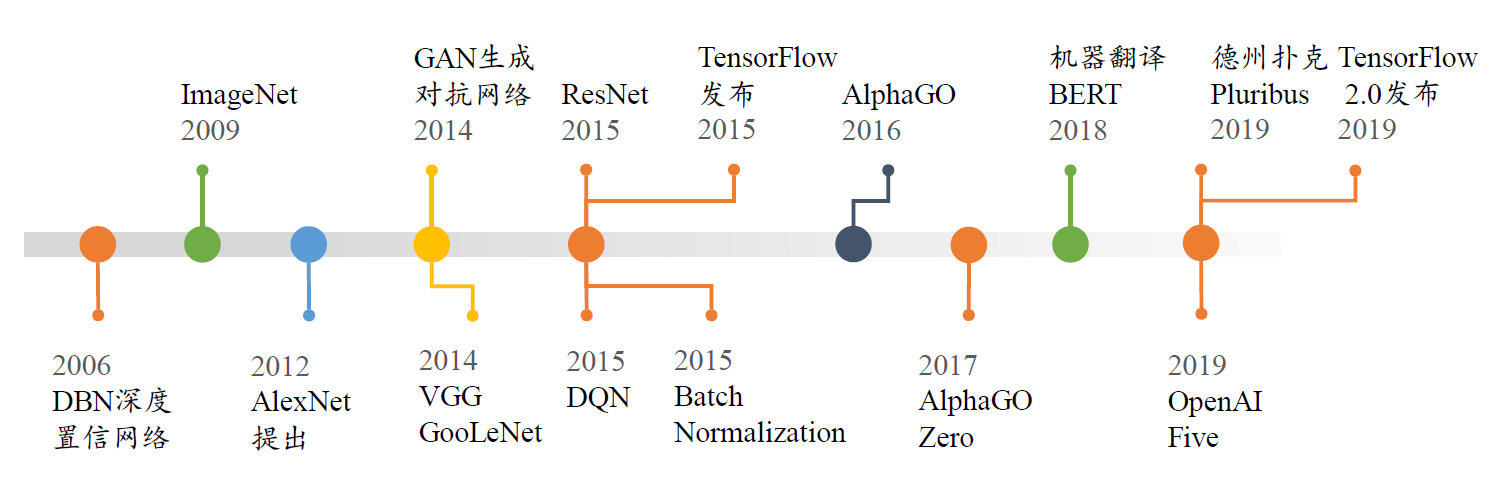 ImageNet
2009
GAN生成
对抗网络
2014
ResNet
2015
TensorFlow
发布
2015
AlphaGO
2016
机器翻译
BERT
2018
德州扑克
Pluribus
2019
TensorFlow
2.0发布
2019
2006
DBN深度
置信网络
2012
AlexNet
提出
2014
VGG
GooLeNet
2015
DQN
2015
Batch
Normalization
2017
AlphaGO
Zero
2019
OpenAI
Five